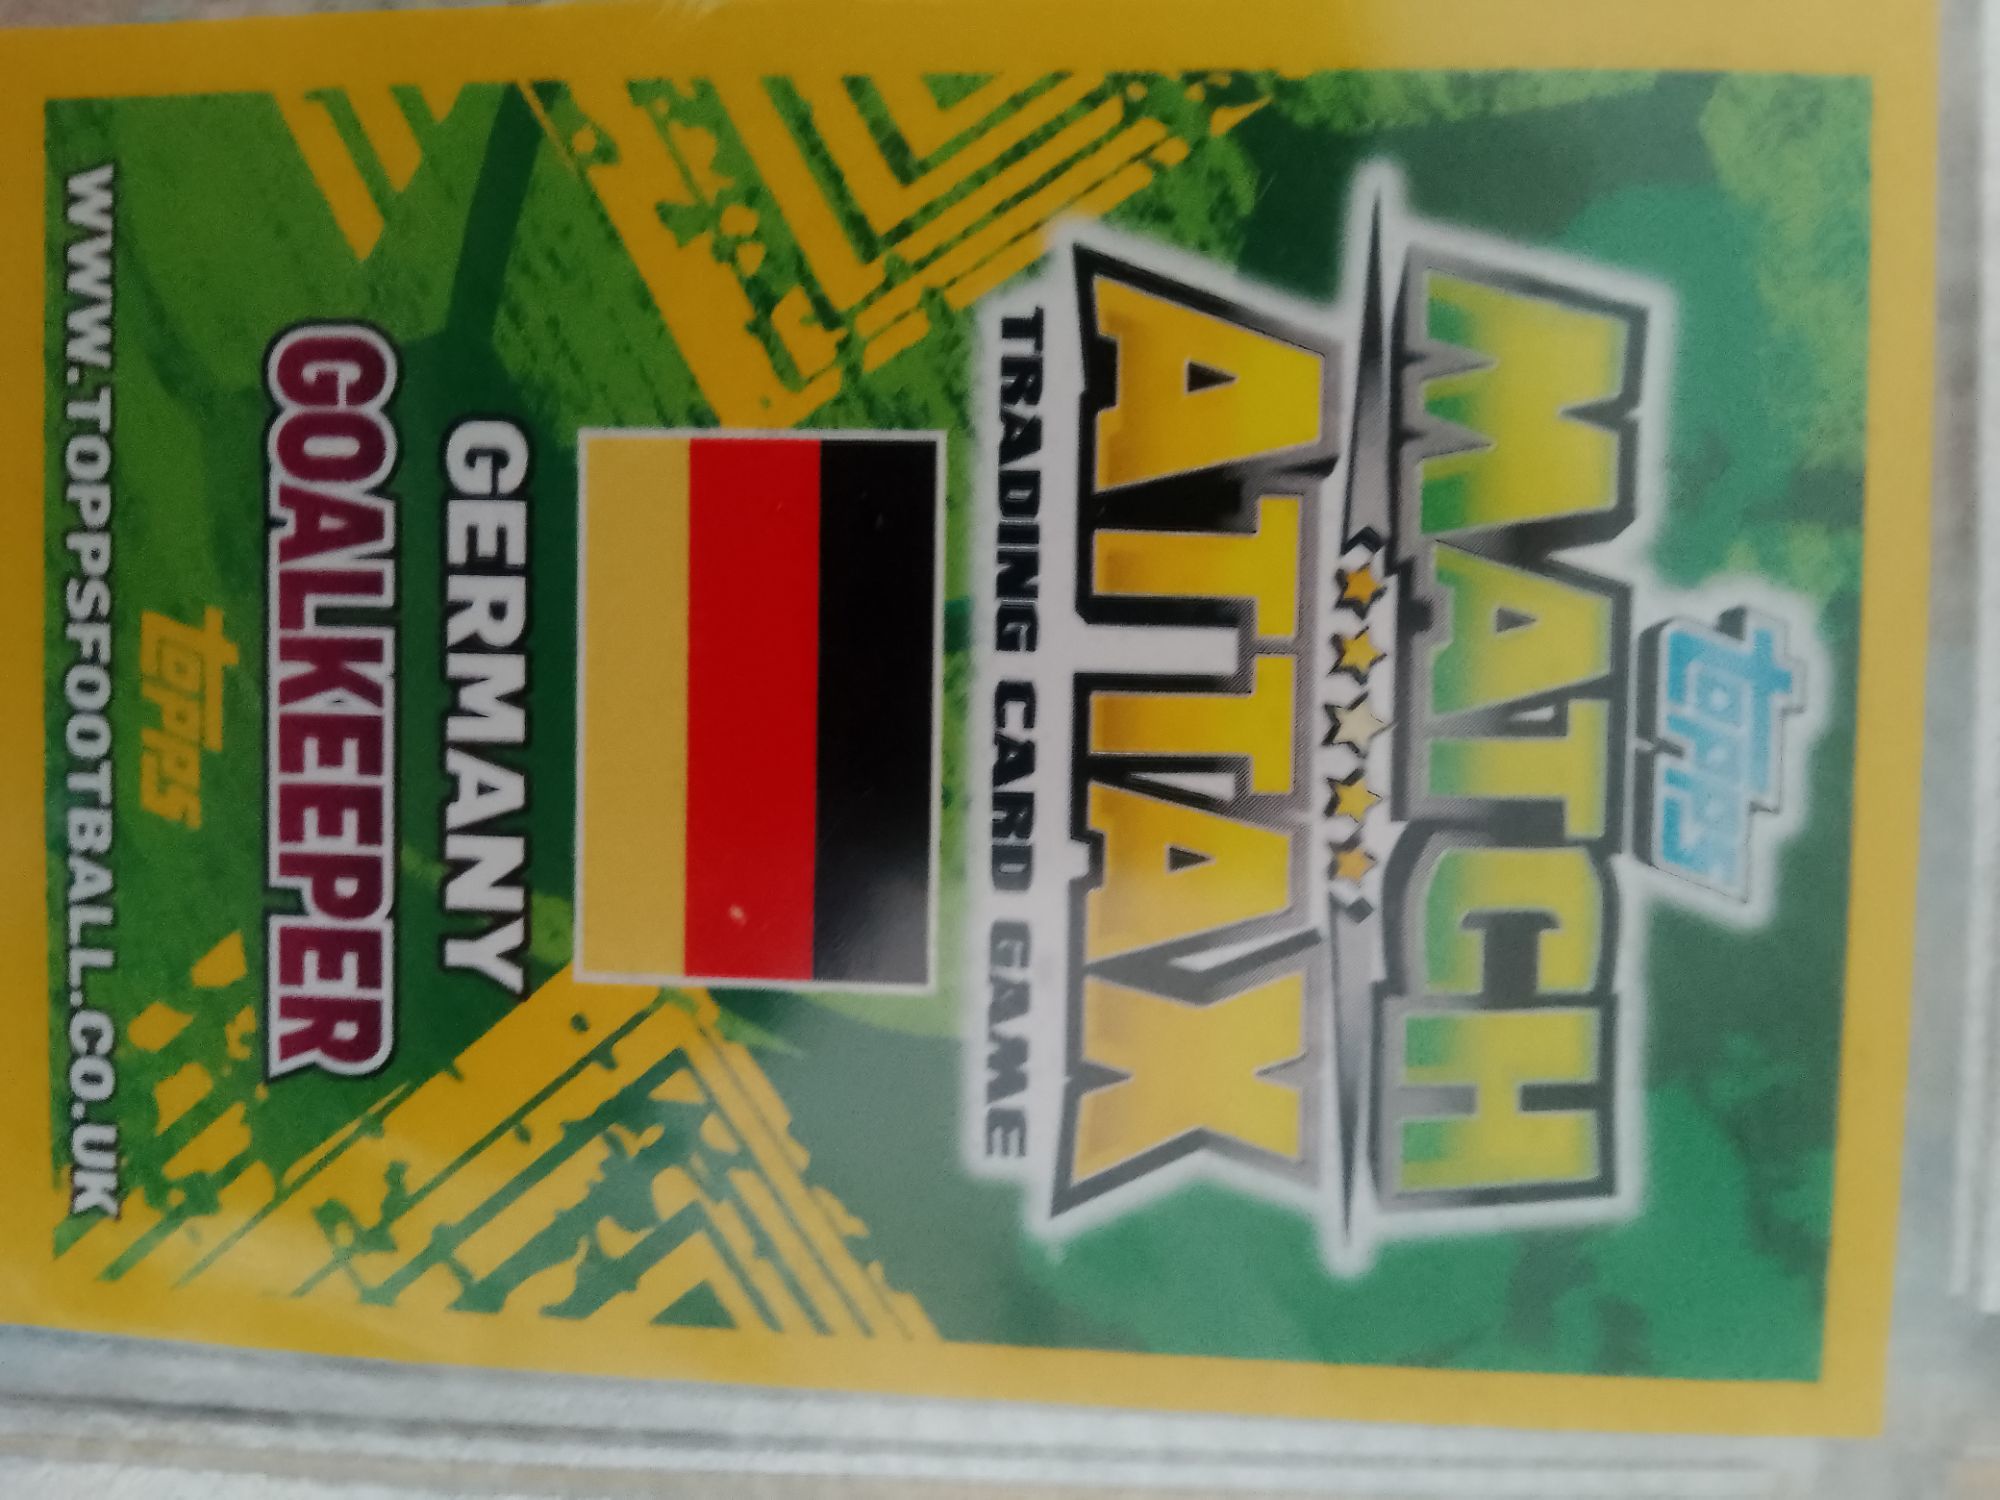 topps
MATCH
ATTAX
TRADING CARD GAME
GERMANY
GOALKEEPER
topps
WWW.TOPPSFOOTBALL.CO.UK